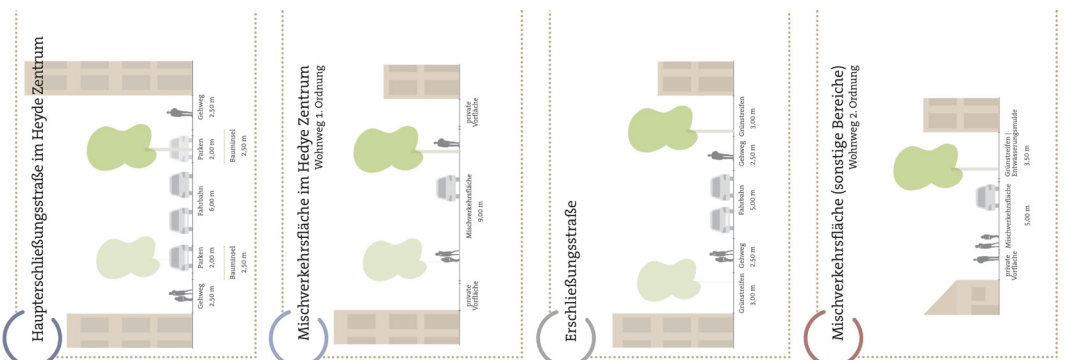 Haupterschließungsstraße im Heyde Zentrum
Gehweg Parken Fahrbahn Parken Gehweg
2,50 m 2,00 m 6,00 m 2,00 m 2,50 m
Bauminsel Bauminsel
2,50 m 2,50 m
Mischverkehrsfläche im Hedye Zentrum
Wohnweg 1. Ordnung
private
Vorfläche
Mischverkehrsfläche
9,00 m
private
Vorfläche
Erschließungsstraße
Grünstreifen Gehweg Fahrbahn Gehweg Grünstreifen
3,00 m 2,50 m 5,00 m 2,50 m 3,00 m
Mischverkehrsfläche (sonstige Bereiche)
Wohnweg 2. Ordnung
private
Vorfläche
Mischverkehrsfläche
5,00 m
Grünstreifen |
Entwässerungsmulde
3,50 m